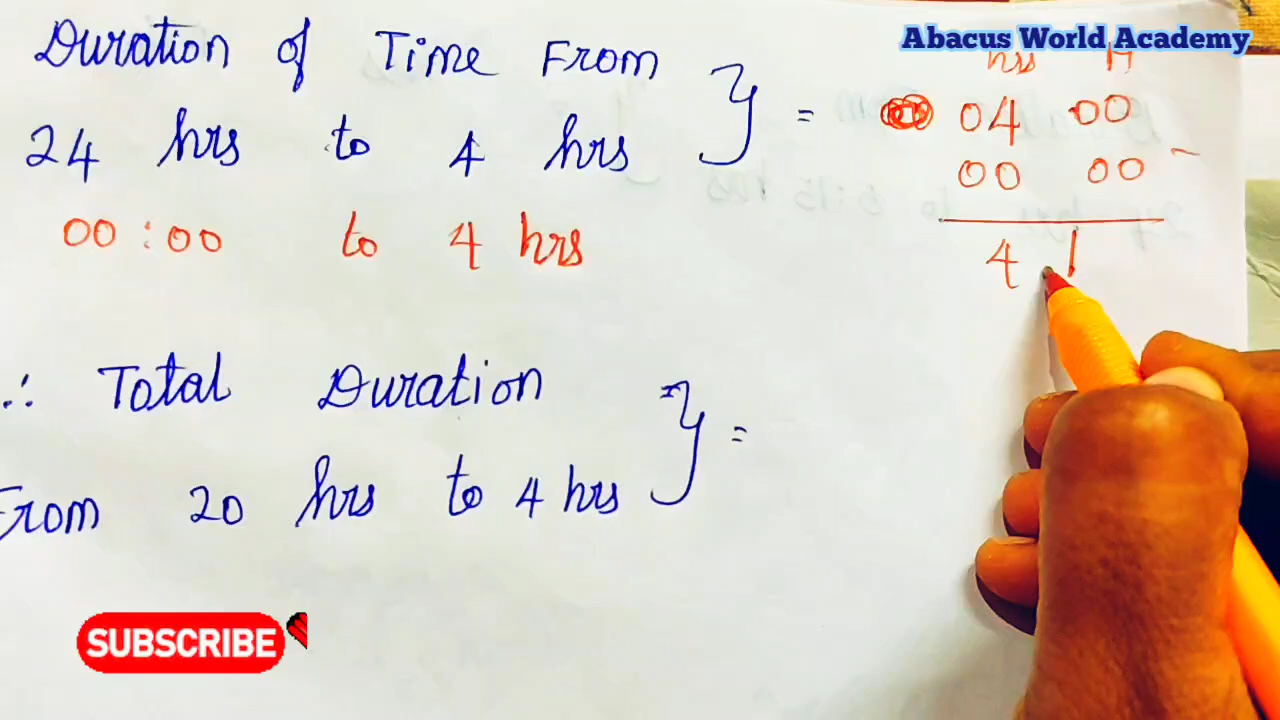 Abacus World Academy
Duration of Time From
24 hrs to 4 hrs
00:00 to 4 hrs
} =
hrs M
04 00
00 00 -
4
∴ Total Duration
From 20 hrs to 4 hrs
} =
SUBSCRIBE